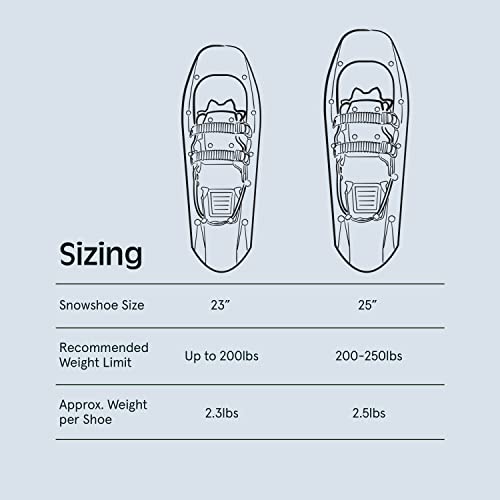 Sizing
Snowshoe Size 23” 25”
Recommended
Weight Limit Up to 200lbs 200-250lbs
Approx. Weight
per Shoe 2.3lbs 2.5lbs